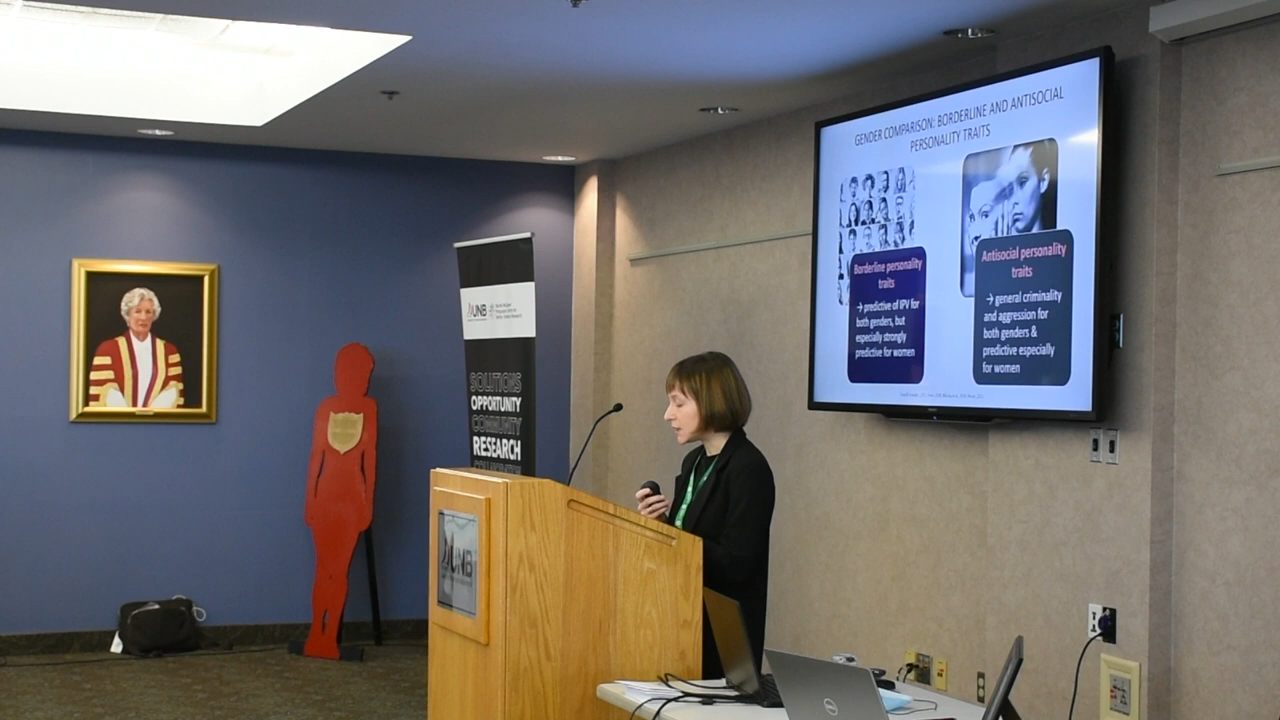 GENDER COMPARISON: BORDERLINE AND ANTISOCIAL
PERSONALITY TRAITS
Borderline personality
traits
→ predictive of IPV for
both genders, but
especially strongly
predictive for women
Antisocial personality
traits
→ general criminality
and aggression for
both genders &
predictive especially
for women
UNB
SOLUTIONS
OPPORTUNITY
COMMUNITY
RESEARCH
UNB
DELL